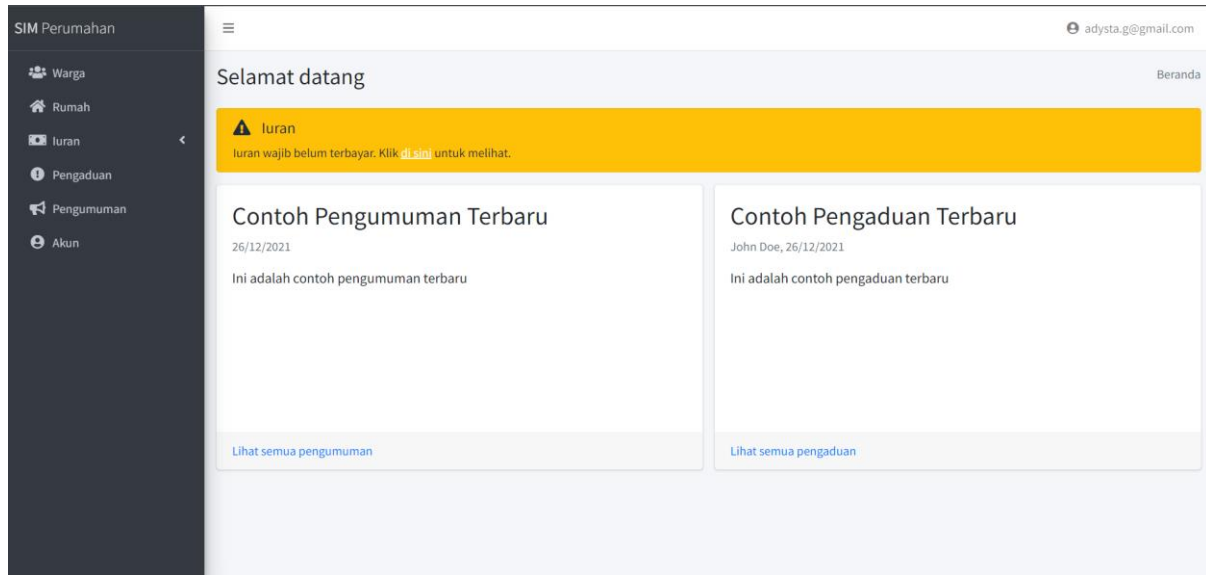 SIM Perumahan
adysta.g@gmail.com
Warga
Rumah
Iuran
Pengaduan
Pengumuman
Akun
Selamat datang
Beranda
Iuran
Iuran wajib belum terbayar. Klik di sini untuk melihat.
Contoh Pengumuman Terbaru
26/12/2021
Ini adalah contoh pengumuman terbaru
Lihat semua pengumuman
Contoh Pengaduan Terbaru
John Doe, 26/12/2021
Ini adalah contoh pengaduan terbaru
Lihat semua pengaduan